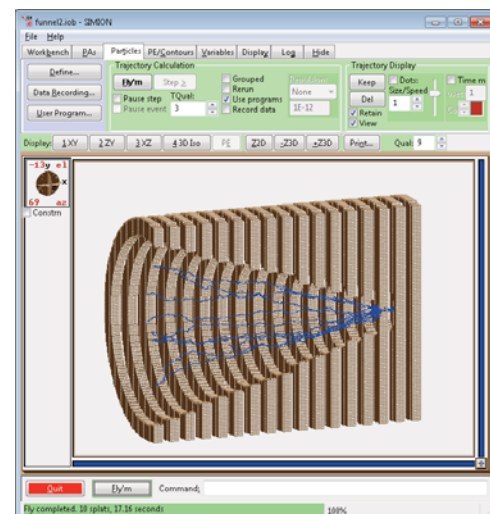 funnel2.iob - SIMION
File Help
Workbench PAs Particles PE/Contours Variables Display Log Hide
Define...
Data Recording...
User Program...
Trajectory Calculation
Fly'm Step >
Pause step TQual:
Pause event 3
Grouped
Rerun
Use programs
Record data
None
1E-12
Trajectory Display
Keep Dots: Time m
Del Size/Speed
1 1
Retain
View
Display: 1 XY 2 ZY 3 XZ 4 3D Iso PE Z2D -Z3D +Z3D Print... Qual: 9
-13y el
x
69 az
Constrn
Quit Fly'm Command:
Fly completed. 10 splats, 17.16 seconds 100%